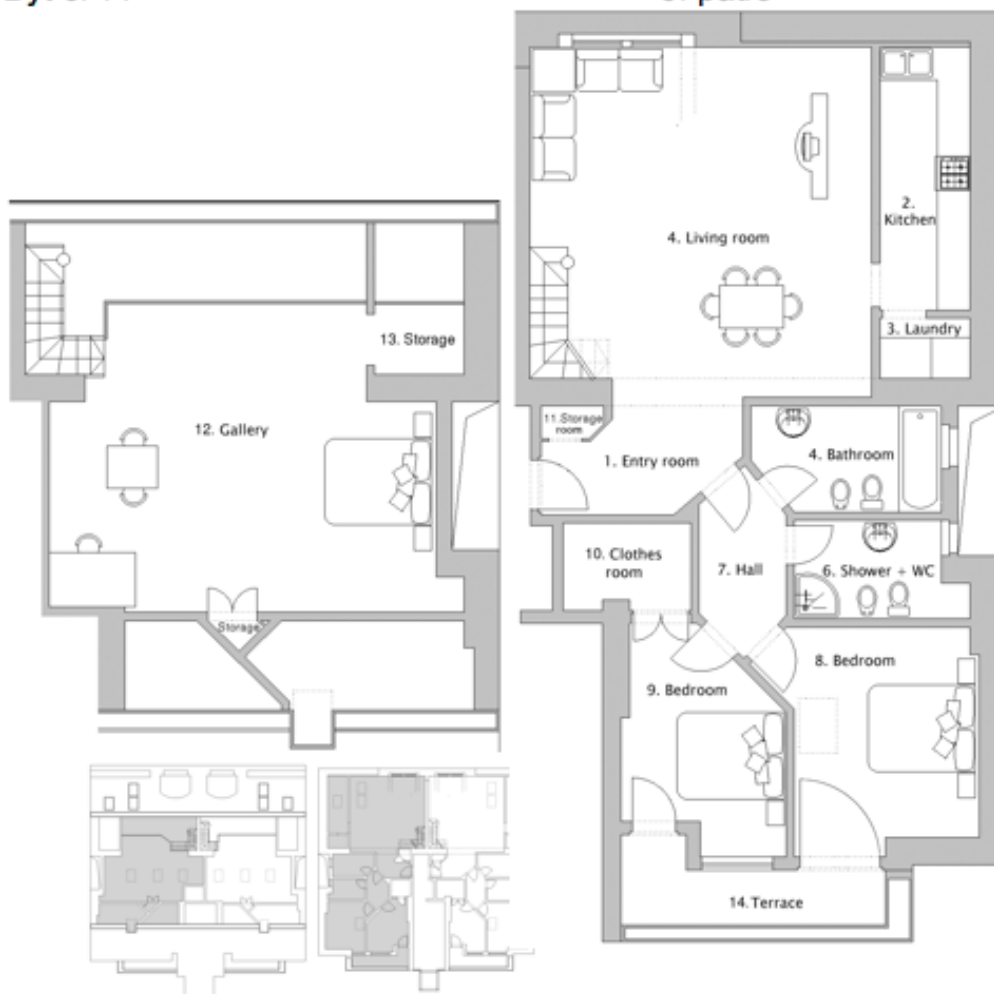 2.
Kitchen
4. Living room
3. Laundry
13. Storage
11. Storage
room
12. Gallery
4. Bathroom
1. Entry room
10. Clothes
room
7. Hall
6. Shower + WC
Storage
8. Bedroom
9. Bedroom
14. Terrace